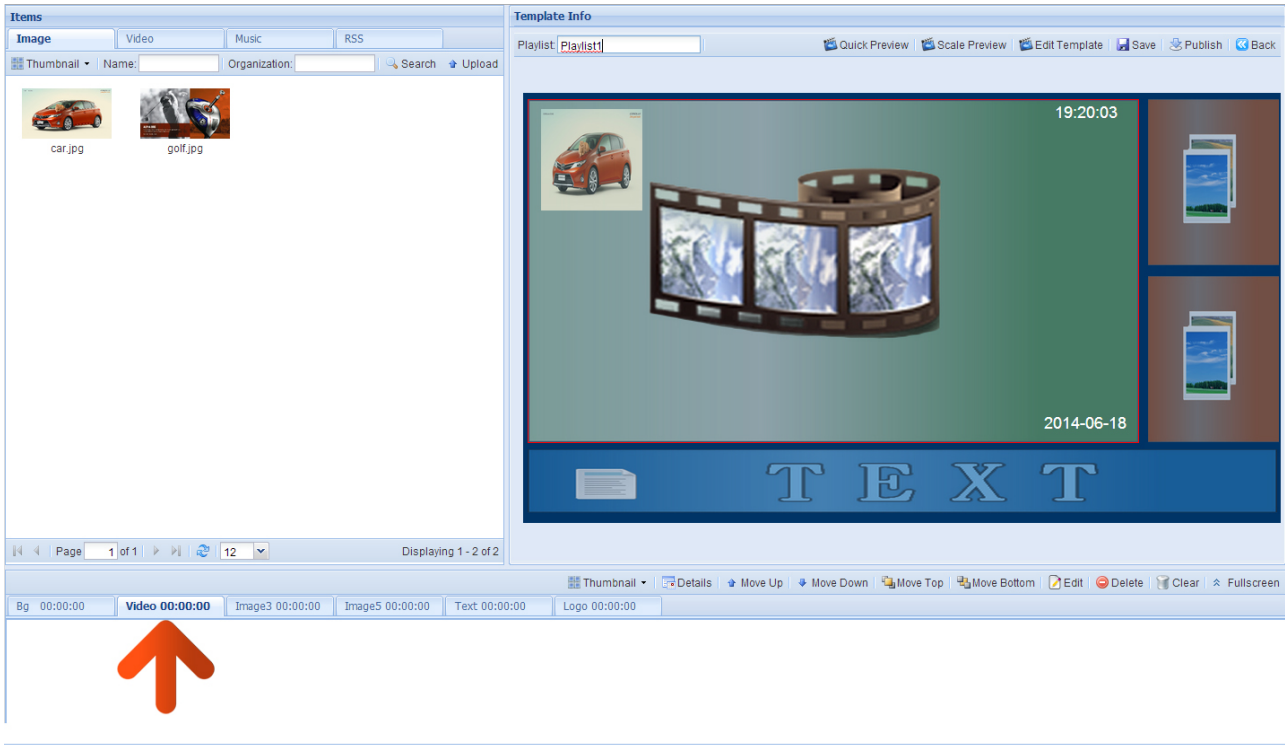 Items
Image Video Music RSS
Thumbnail Name: Organization: Search Upload
car.jpg golf.jpg
Page 1 of 1 12 Displaying 1 - 2 of 2
Template Info
Playlist: Playlist1 Quick Preview Scale Preview Edit Template Save Publish Back
19:20:03
2014-06-18
TEXT
Thumbnail Details Move Up Move Down Move Top Move Bottom Edit Delete Clear Fullscreen
Bg 00:00:00 Video 00:00:00 Image3 00:00:00 Image5 00:00:00 Text 00:00:00 Logo 00:00:00